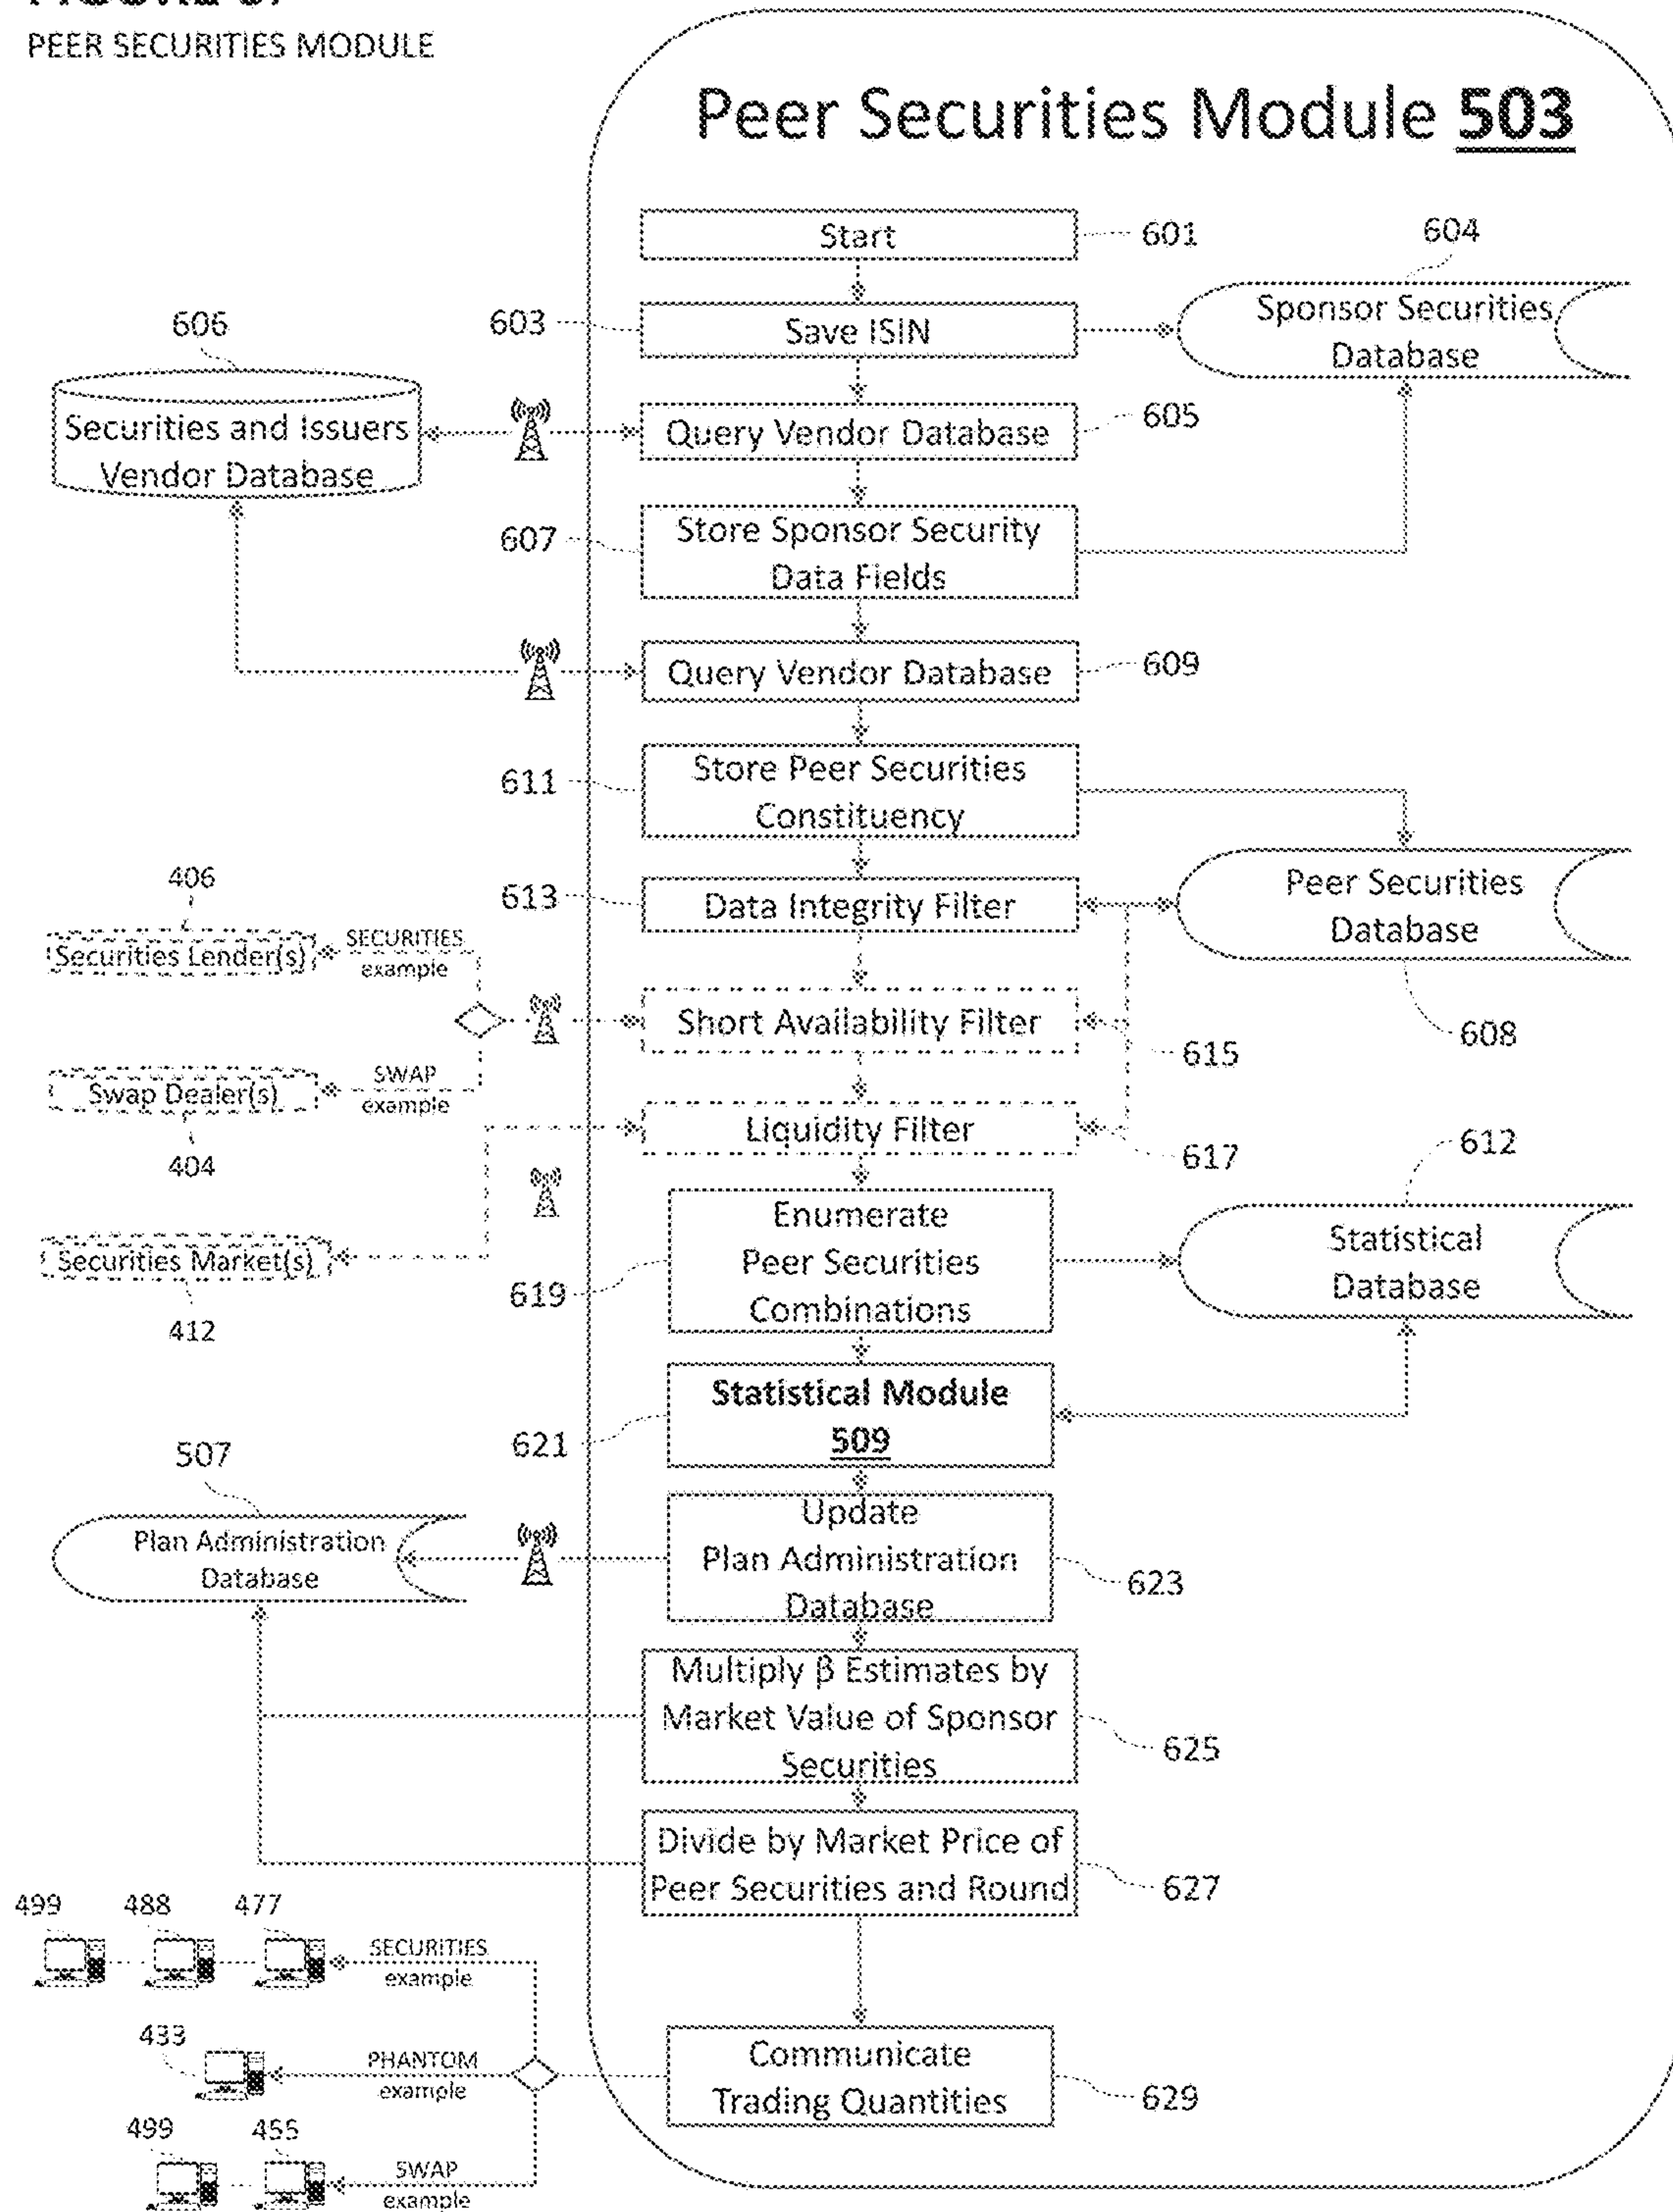 PEER SECURITIES MODULE
Peer Securities Module 503
Start
601
604
Sponsor Securities
Database
603
Save ISIN
606
Securities and Issuers
Vendor Database
Query Vendor Database
605
607
Store Sponsor Security
Data Fields
Query Vendor Database
609
611
Store Peer Securities
Constituency
406
613
Data Integrity Filter
Peer Securities
Database
608
Securities Lender(s)
SECURITIES
example
Short Availability Filter
615
Swap Dealer(s)
SWAP
example
404
Liquidity Filter
617
612
Enumerate
Peer Securities
Combinations
619
Statistical
Database
Securities Market(s)
412
Statistical Module
509
621
507
Plan Administration
Database
Update
Plan Administration
Database
623
Multiply β Estimates by
Market Value of Sponsor
Securities
625
Divide by Market Price of
Peer Securities and Round
627
499
488
477
SECURITIES
example
433
PHANTOM
example
Communicate
Trading Quantities
629
499
455
SWAP
example